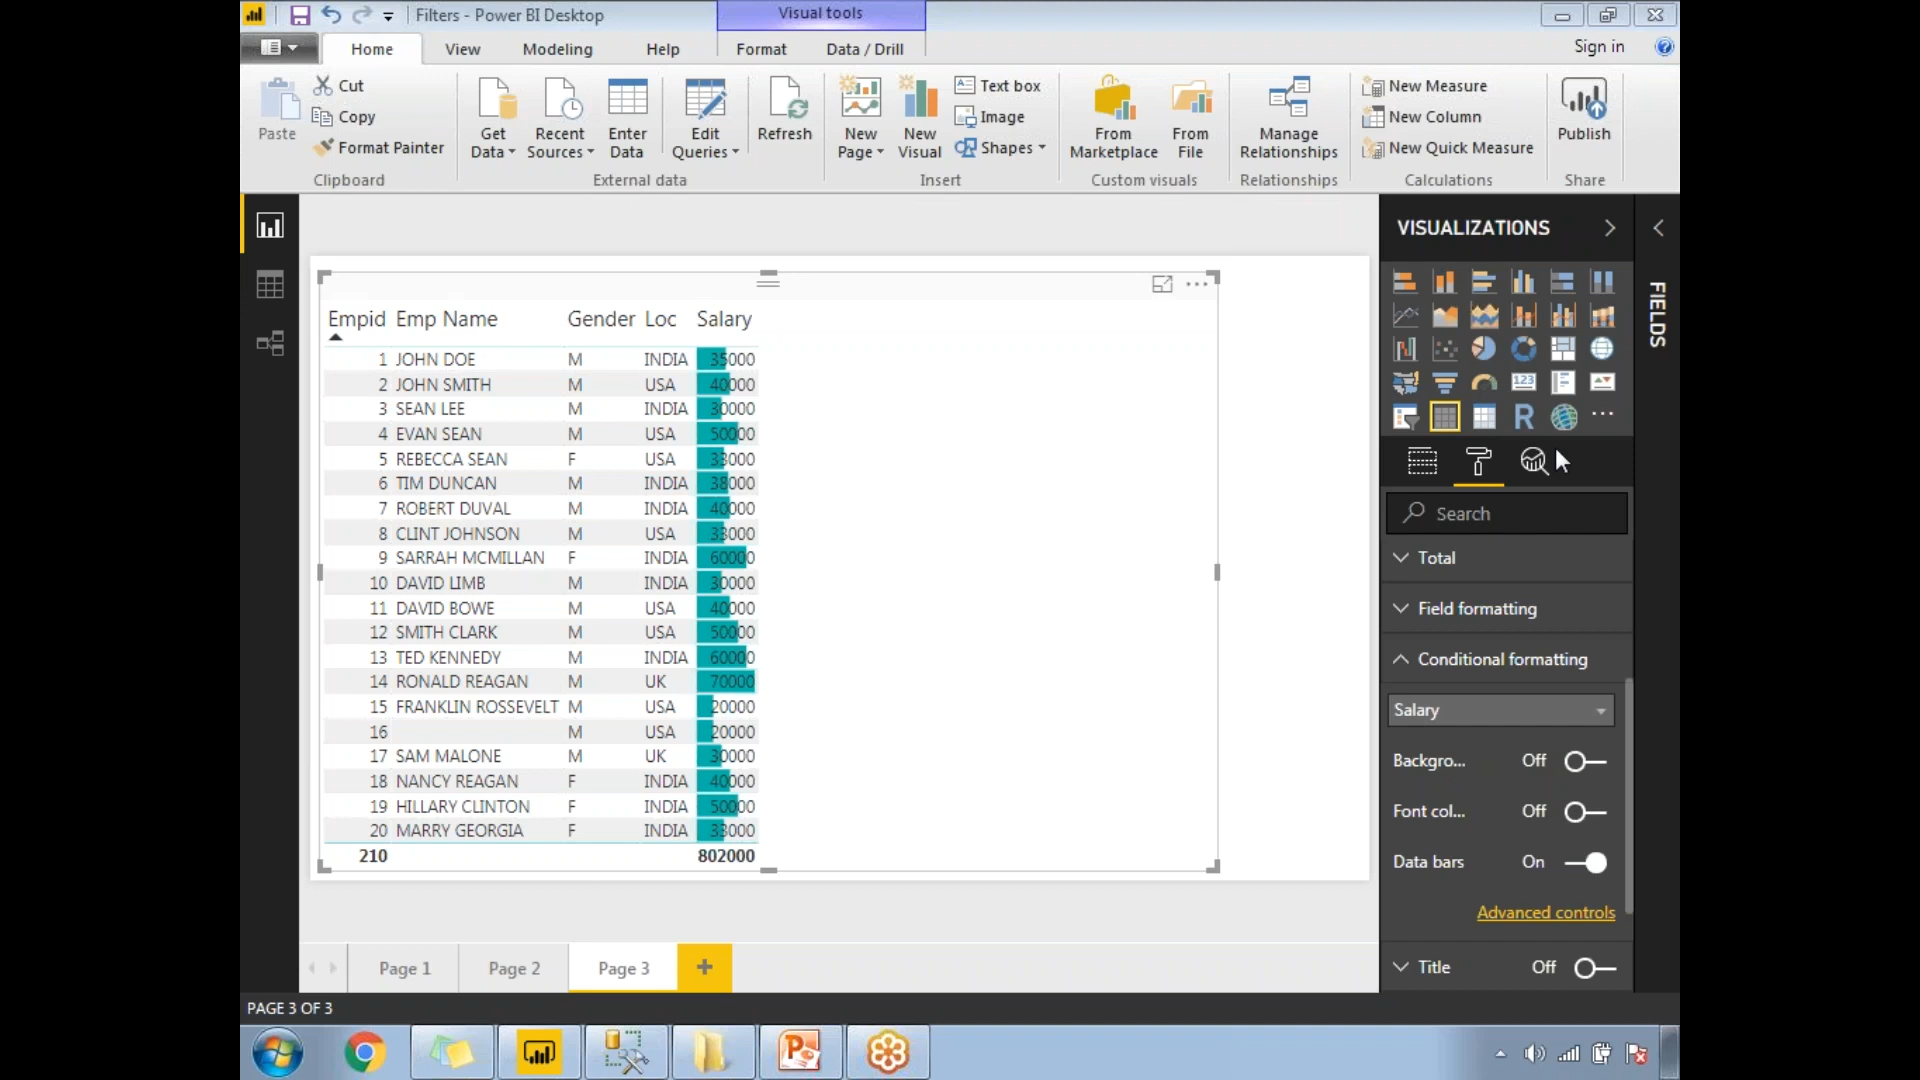 Filters - Power BI Desktop
Visual tools
Home View Modeling Help Format Data / Drill
Sign in
Paste
Cut
Copy
Format Painter
Clipboard
Get Data
Recent Sources
Enter Data
Edit Queries
Refresh
External data
New Page
New Visual
Text box
Image
Shapes
Insert
From Marketplace
From File
Custom visuals
Manage Relationships
Relationships
New Measure
New Column
New Quick Measure
Calculations
Publish
Share
Empid Emp Name Gender Loc Salary
1 JOHN DOE M INDIA 35000
2 JOHN SMITH M USA 40000
3 SEAN LEE M INDIA 30000
4 EVAN SEAN M USA 50000
5 REBECCA SEAN F USA 33000
6 TIM DUNCAN M INDIA 38000
7 ROBERT DUVAL M INDIA 40000
8 CLINT JOHNSON M USA 33000
9 SARRAH MCMILLAN F INDIA 60000
10 DAVID LIMB M INDIA 30000
11 DAVID BOWE M USA 40000
12 SMITH CLARK M USA 50000
13 TED KENNEDY M INDIA 60000
14 RONALD REAGAN M UK 70000
15 FRANKLIN ROSSEVELT M USA 20000
16 M USA 20000
17 SAM MALONE M UK 30000
18 NANCY REAGAN F INDIA 40000
19 HILLARY CLINTON F INDIA 50000
20 MARRY GEORGIA F INDIA 33000
210 802000
VISUALIZATIONS
FIELDS
123
R
Search
Total
Field formatting
Conditional formatting
Salary
Backgro... Off
Font col... Off
Data bars On
Advanced controls
Title Off
Page 1 Page 2 Page 3 +
PAGE 3 OF 3